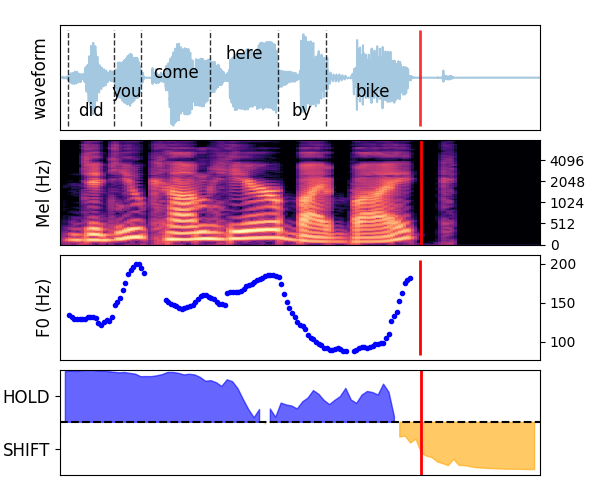 waveform
did you come here by bike
Mel (Hz)
4096
2048
1024
512
0
F0 (Hz)
200
150
100
HOLD
SHIFT